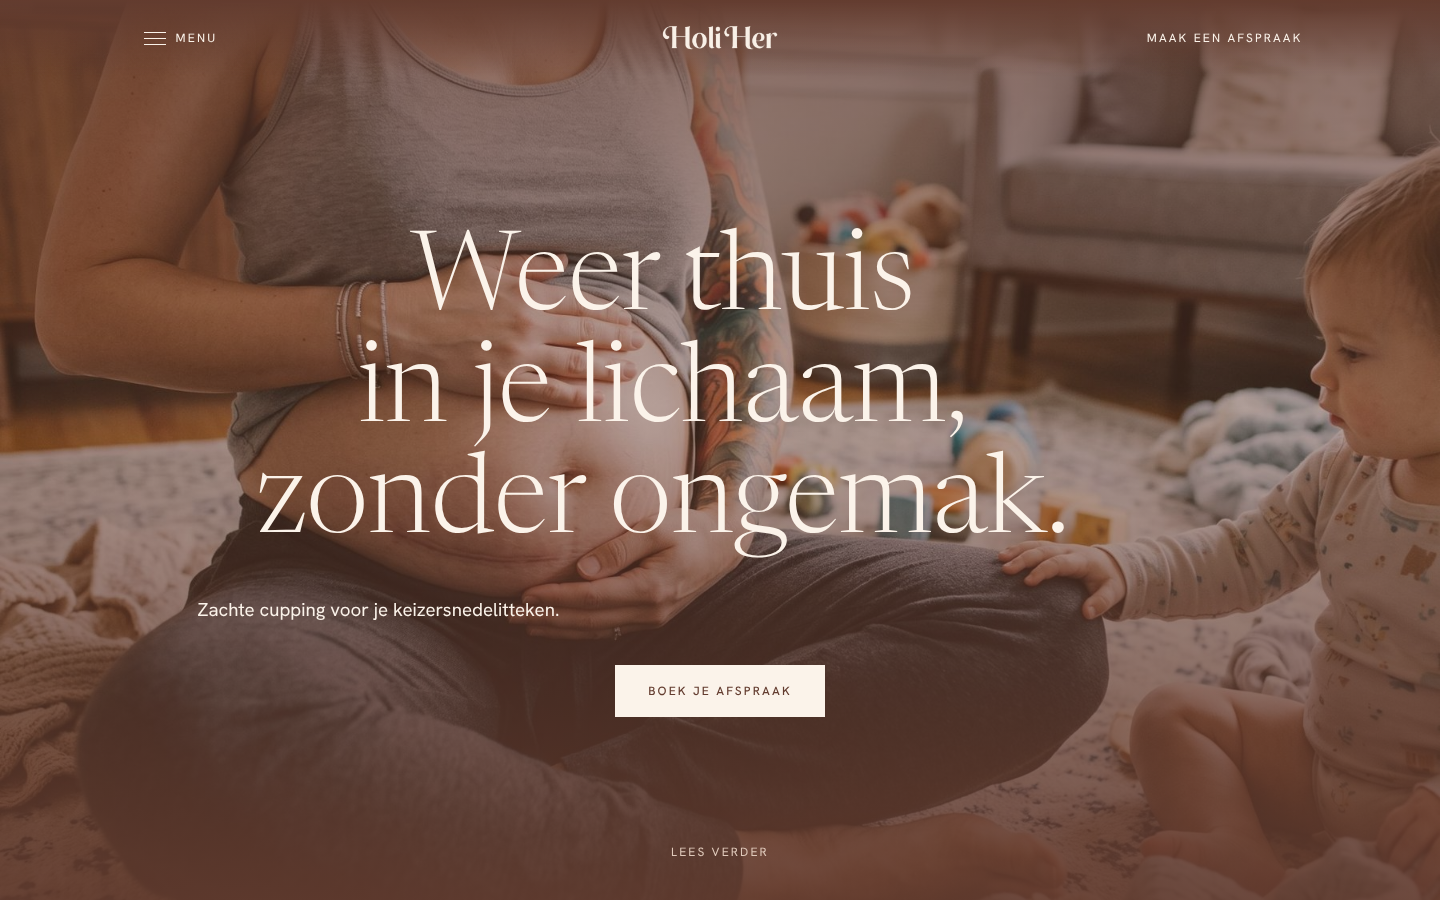 MENU
HoliHer
MAAK EEN AFSPRAAK
Weer thuis
in je lichaam,
zonder ongemak.
Zachte cupping voor je keizersnedelitteken.
BOEK JE AFSPRAAK
LEES VERDER